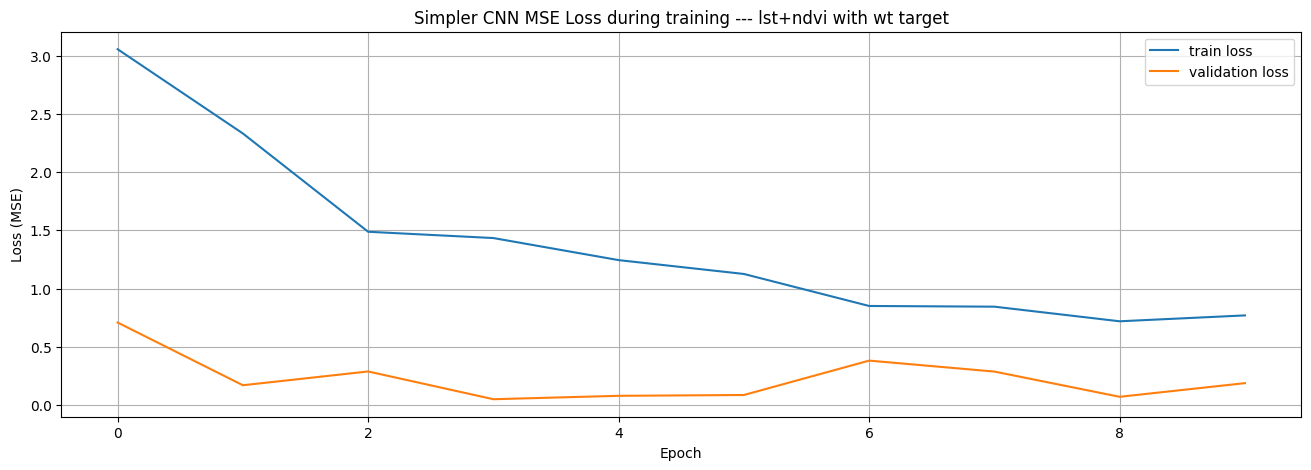 Simpler CNN MSE Loss during training --- lst+ndvi with wt target
train loss
validation loss
Loss (MSE)
3.0
2.5
2.0
1.5
1.0
0.5
0.0
0
2
4
6
8
Epoch